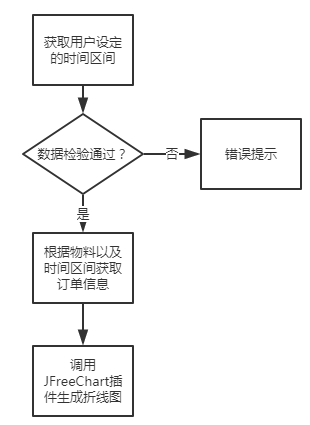 获取用户设定
的时间区间
数据检验通过？
否
错误提示
是
根据物料以及
时间区间获取
订单信息
调用
JFreeChart插
件生成折线图